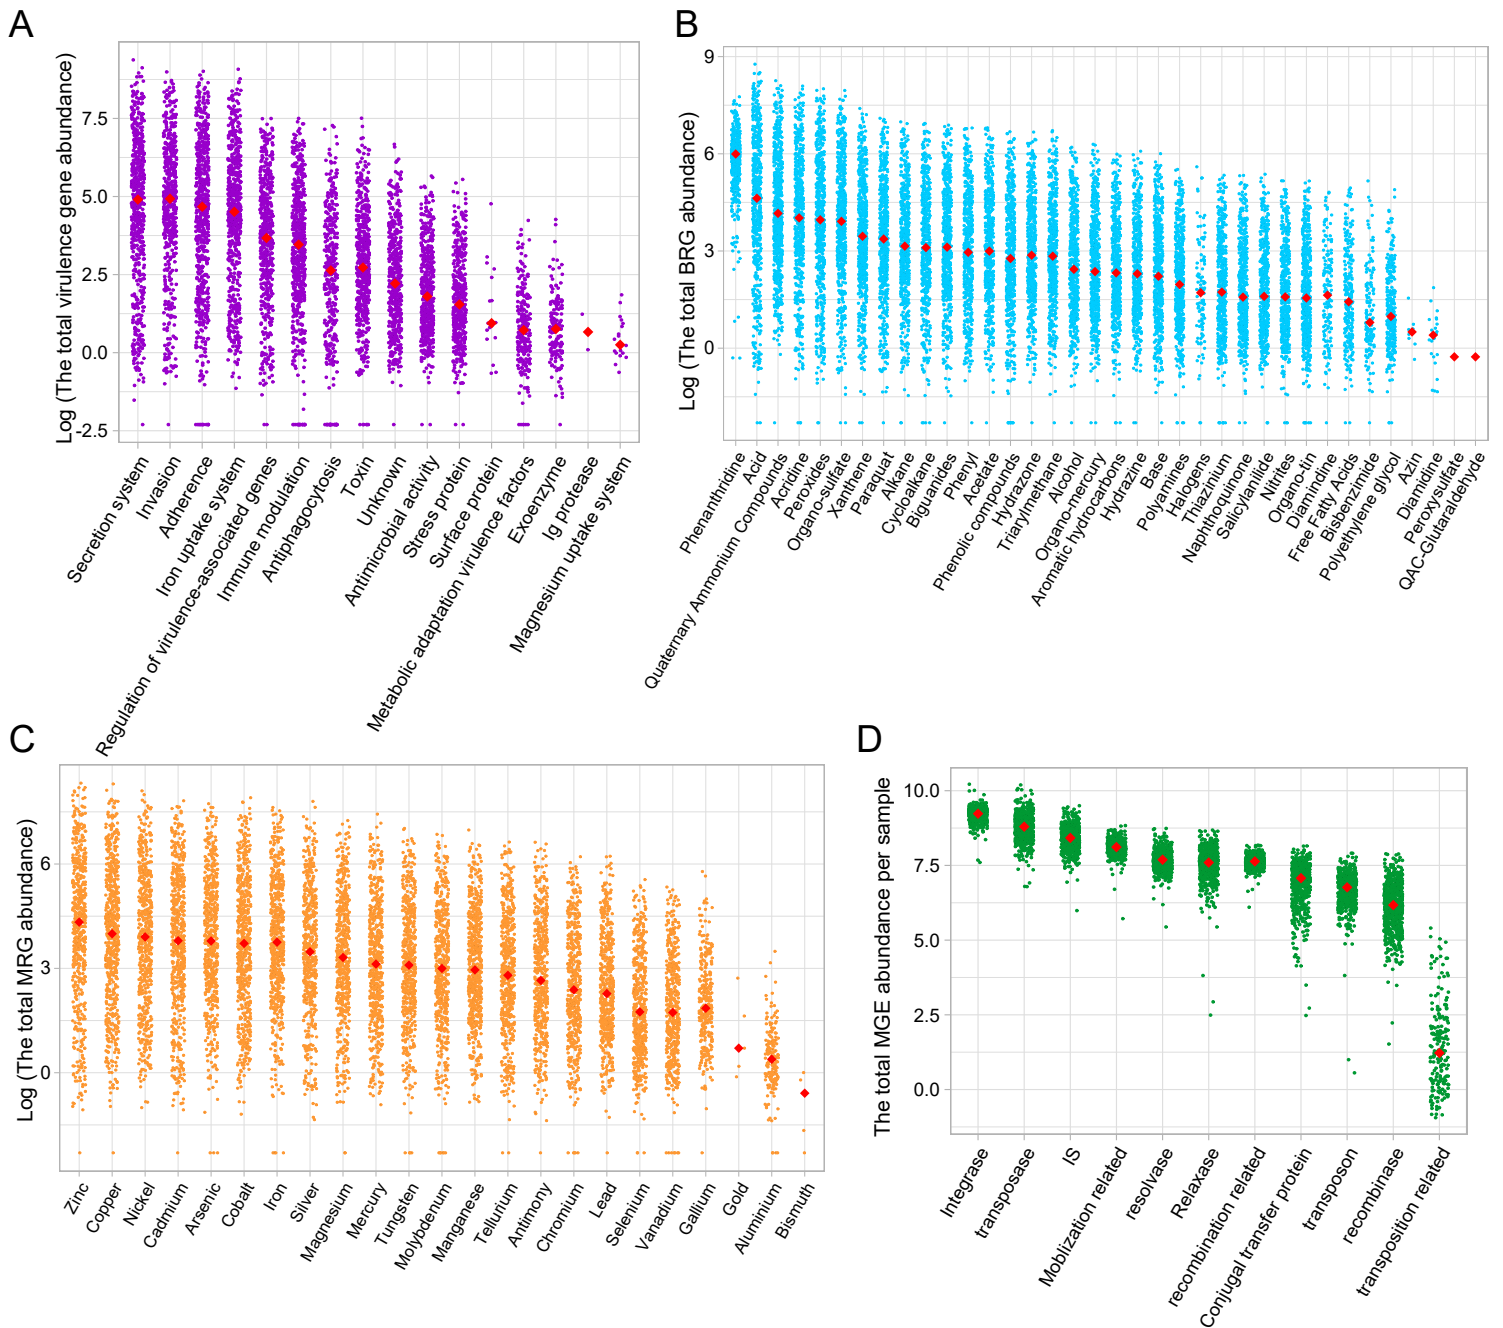 A
Log (The total virulence gene abundance)
7.5
5.0
2.5
0.0
-2.5
Secretion system
Invasion
Adherence
Iron uptake system
Regulation of virulence-associated genes
Immune modulation
Antiphagocytosis
Toxin
Unknown
Antimicrobial activity
Stress protein
Surface protein
Metabolic adaptation virulence factors
Exoenzyme
Ig protease
Magnesium uptake system
B
Log (The total BRG abundance)
9
6
3
0
Phenanthridine
Acid
Quaternary Ammonium Compounds
Acridine
Peroxides
Organo-sulfate
Xanthene
Paraquat
Alkane
Cycloalkane
Biguanides
Phenyl
Acetate
Phenolic compounds
Hydrazone
Triarylmethane
Alcohol
Organo-mercury
Aromatic hydrocarbons
Hydrazine
Base
Polyamines
Halogens
Thiazinium
Naphthoquinone
Salicylanilide
Nitrites
Organo-tin
Diamindine
Free Fatty Acids
Bisbenzimide
Polyethylene glycol
Azin
Diamidine
Peroxysulfate
QAC-Glutaraldehyde
C
Log (The total MRG abundance)
6
3
0
Zinc
Copper
Nickel
Cadmium
Arsenic
Cobalt
Iron
Silver
Magnesium
Mercury
Tungsten
Molybdenum
Manganese
Tellurium
Antimony
Chromium
Lead
Selenium
Vanadium
Gallium
Gold
Aluminium
Bismuth
D
The total MGE abundance per sample
10.0
7.5
5.0
2.5
0.0
Integrase
transposase
IS
Moblization related
resolvase
Relaxase
recombination related
Conjugal transfer protein
transposon
recombinase
transposition related